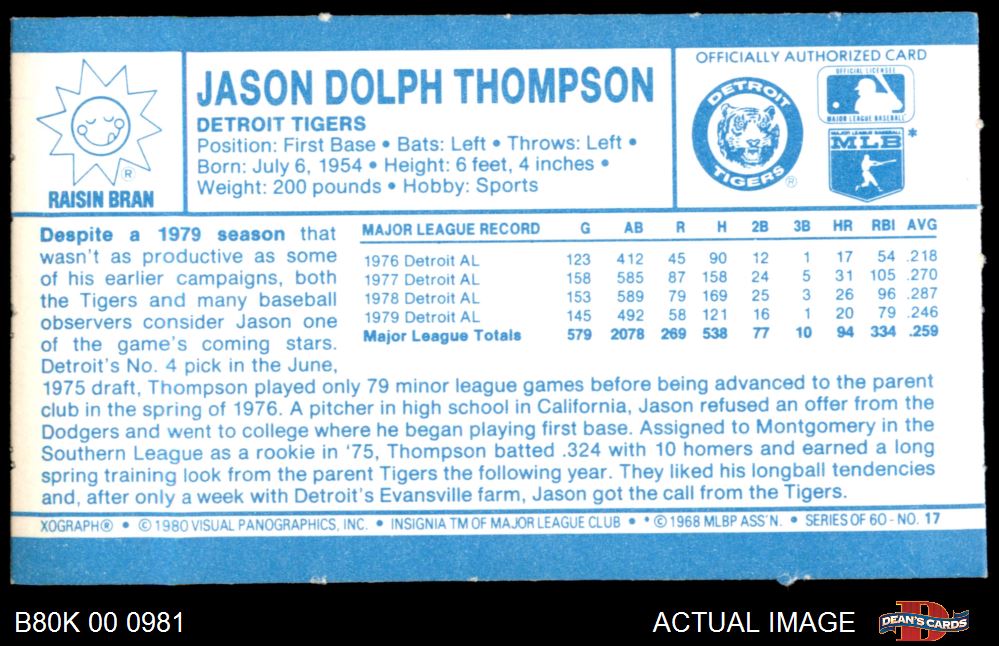 RAISIN BRAN
®
JASON DOLPH THOMPSON
DETROIT TIGERS
Position: First Base • Bats: Left • Throws: Left •
Born: July 6, 1954 • Height: 6 feet, 4 inches •
Weight: 200 pounds • Hobby: Sports
OFFICIALLY AUTHORIZED CARD
DETROIT
TIGERS
®
OFFICIAL LICENSEE
MAJOR LEAGUE BASEBALL
MAJOR LEAGUE BASEBALL
MLB
*
Despite a 1979 season that
wasn't as productive as some
of his earlier campaigns, both
the Tigers and many baseball
observers consider Jason one
of the game's coming stars.
Detroit's No. 4 pick in the June,
1975 draft, Thompson played only 79 minor league games before being advanced to the parent
club in the spring of 1976. A pitcher in high school in California, Jason refused an offer from the
Dodgers and went to college where he began playing first base. Assigned to Montgomery in the
Southern League as a rookie in '75, Thompson batted .324 with 10 homers and earned a long
spring training look from the parent Tigers the following year. They liked his longball tendencies
and, after only a week with Detroit's Evansville farm, Jason got the call from the Tigers.
MAJOR LEAGUE RECORD G AB R H 2B 3B HR RBI AVG
1976 Detroit AL 123 412 45 90 12 1 17 54 .218
1977 Detroit AL 158 585 87 158 24 5 31 105 .270
1978 Detroit AL 153 589 79 169 25 3 26 96 .287
1979 Detroit AL 145 492 58 121 16 1 20 79 .246
Major League Totals 579 2078 269 538 77 10 94 334 .259
XOGRAPH® • © 1980 VISUAL PANOGRAPHICS, INC. • INSIGNIA TM OF MAJOR LEAGUE CLUB • * © 1968 MLBP ASS'N. • SERIES OF 60 - NO. 17
B80K 00 0981
ACTUAL IMAGE
DEAN'S CARDS